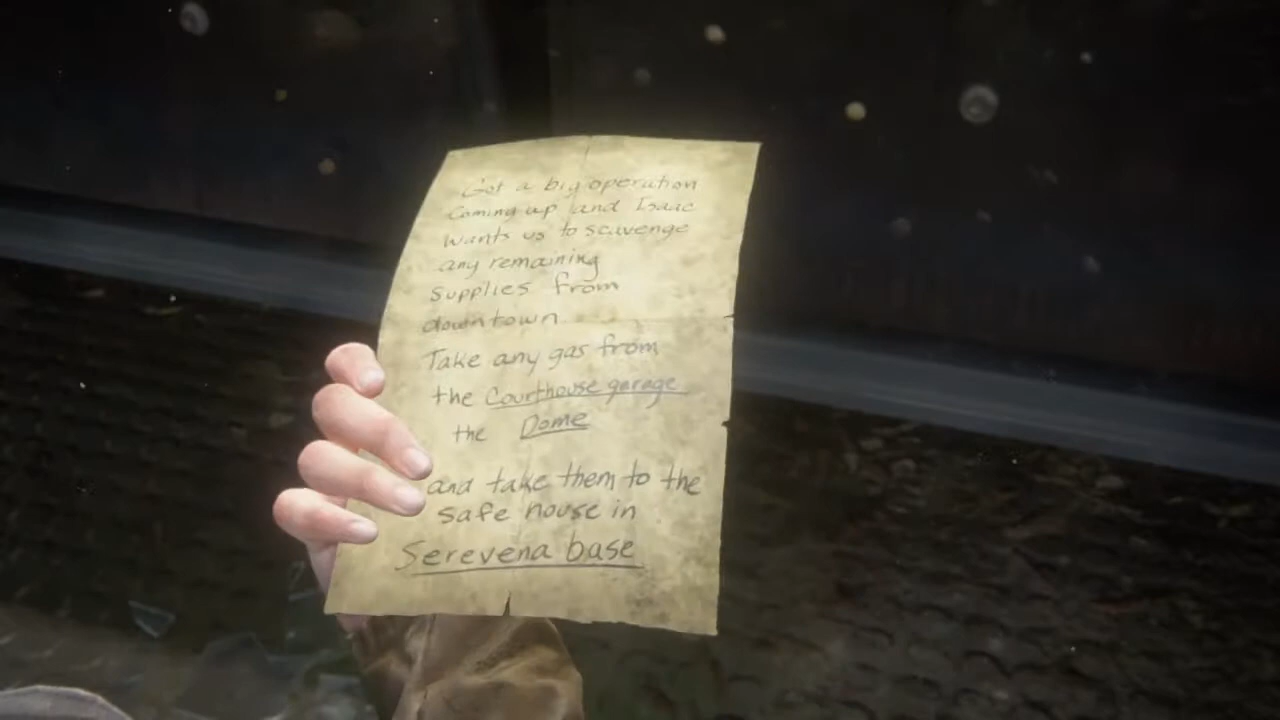 Got a big operation
Coming up and Isaac
wants us to scavenge
any remaining
supplies from
downtown
Take any gas from
the Courthouse garage
the Dome
and take them to the
safe house in
Serevena base